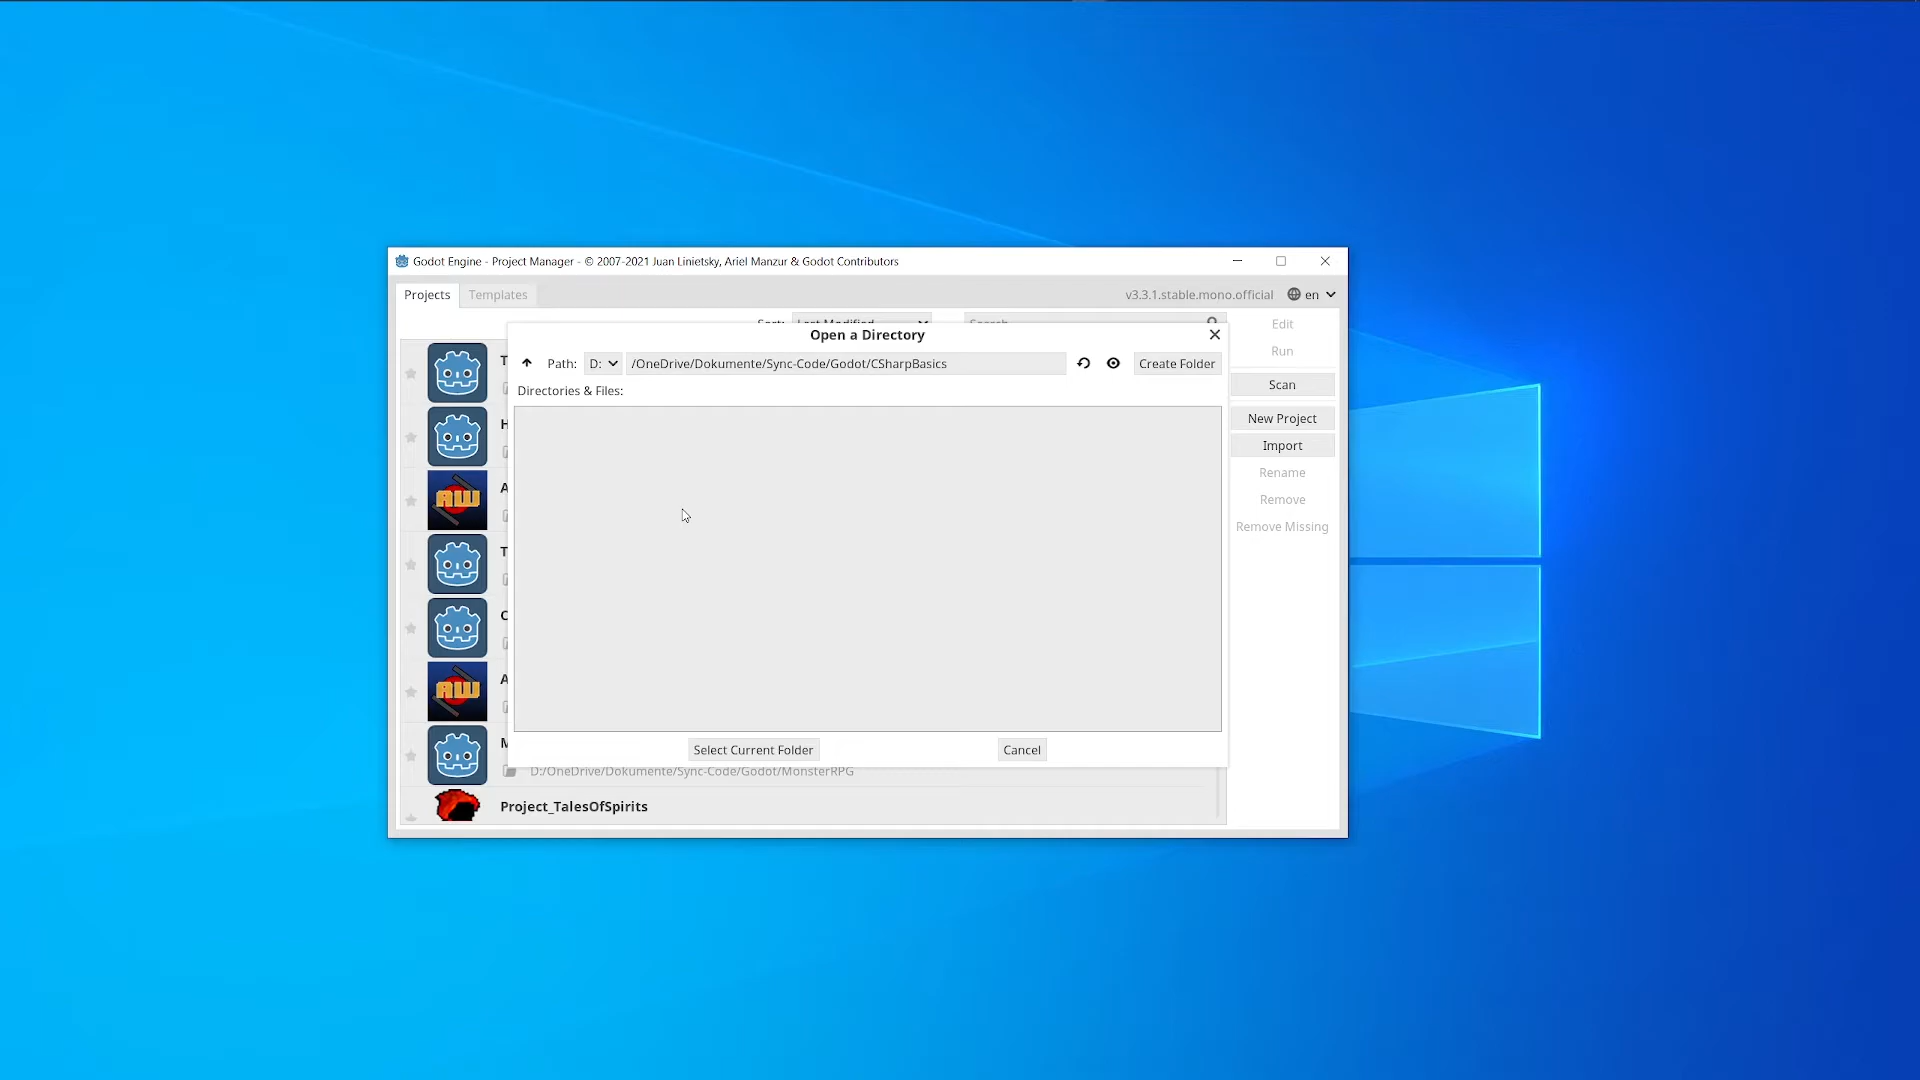 Godot Engine - Project Manager - © 2007-2021 Juan Linietsky, Ariel Manzur & Godot Contributors
Projects
Templates
v3.3.1.stable.mono.official
en
Edit
Open a Directory
Run
Path:
D:
/OneDrive/Dokumente/Sync-Code/Godot/CSharpBasics
Create Folder
Directories & Files:
Scan
New Project
Import
Rename
Remove
Remove Missing
T
H
A
T
C
A
M
Select Current Folder
Cancel
D:/OneDrive/Dokumente/Sync-Code/Godot/MonsterRPG
Project_TalesOfSpirits
AW
AW